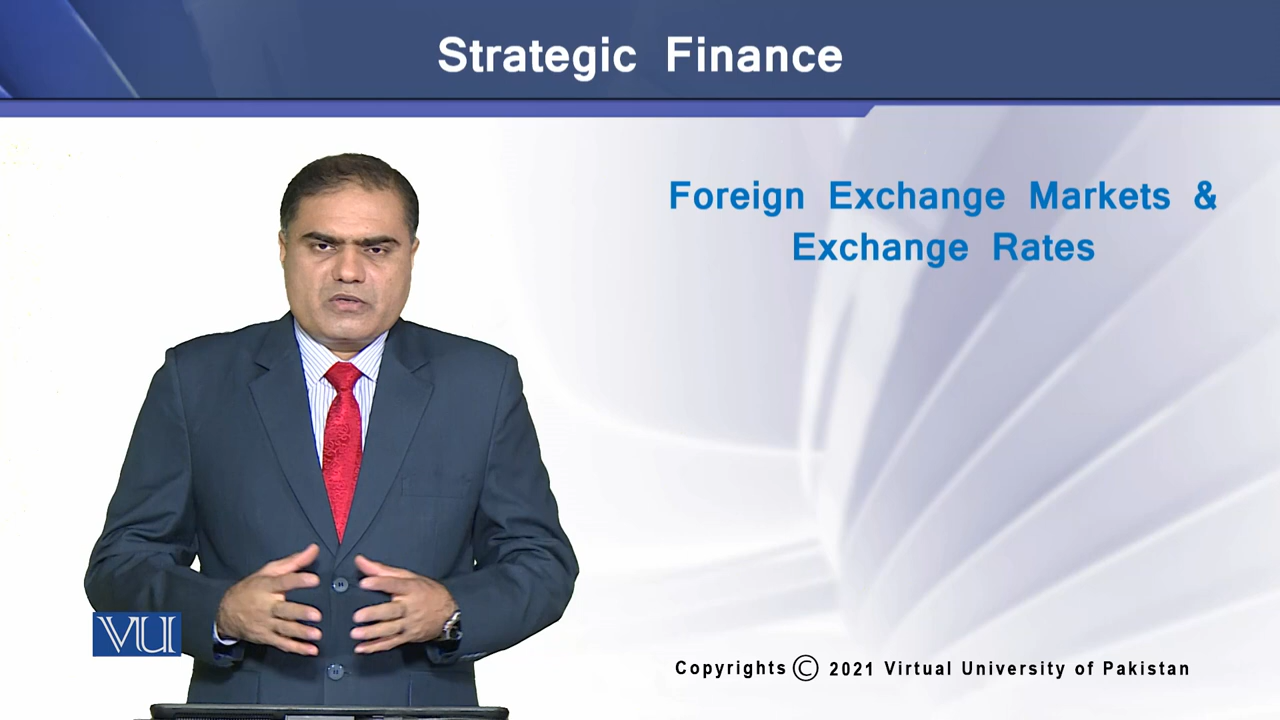 Strategic Finance
Foreign Exchange Markets &
Exchange Rates
VU
Copyrights © 2021 Virtual University of Pakistan